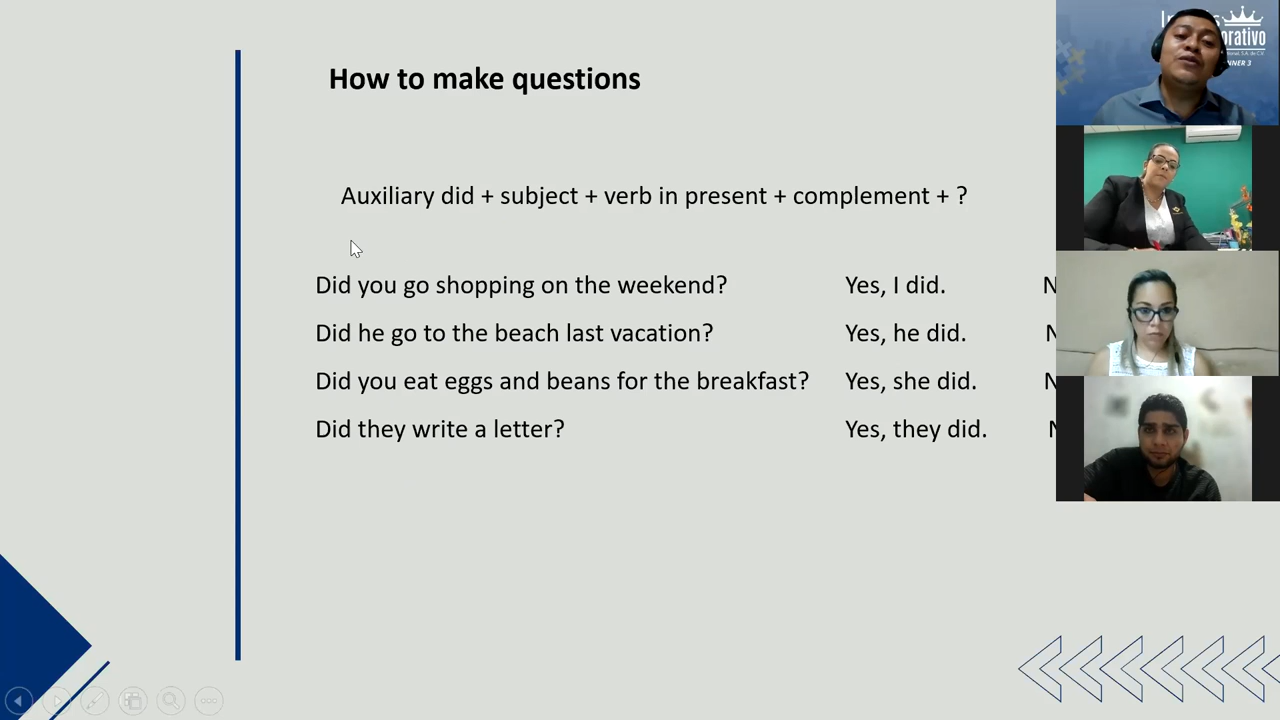 How to make questions
Auxiliary did + subject + verb in present + complement + ?
Did you go shopping on the weekend? Yes, I did. N
Did he go to the beach last vacation? Yes, he did. N
Did you eat eggs and beans for the breakfast? Yes, she did. N
Did they write a letter? Yes, they did. N